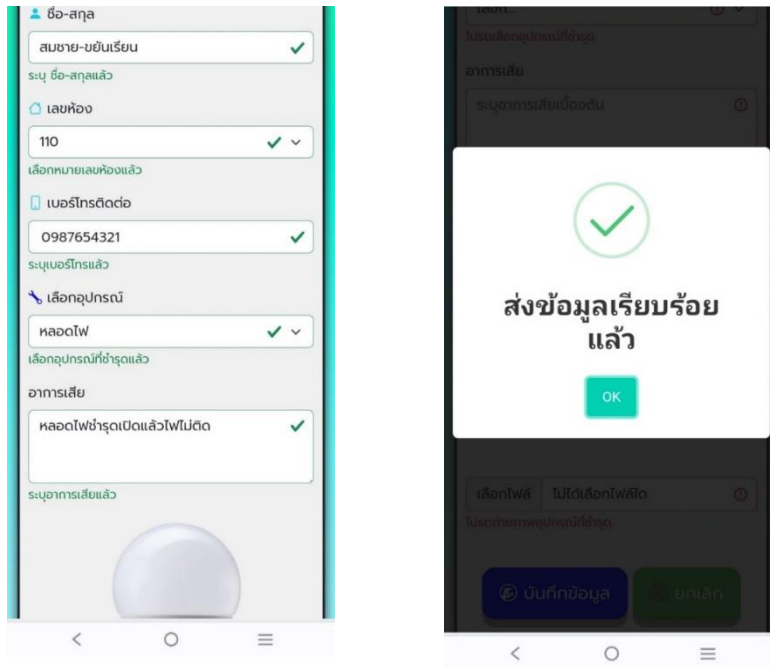 ชื่อ-สกุล
สมชาย-ขยันเรียน
ระบุ ชื่อ-สกุลแล้ว
เลขห้อง
110
เลือกหมายเลขห้องแล้ว
เบอร์โทรติดต่อ
0987654321
ระบุเบอร์โทรแล้ว
เลือกอุปกรณ์
หลอดไฟ
เลือกอุปกรณ์ที่ชำรุดแล้ว
อาการเสีย
หลอดไฟชำรุดเปิดแล้วไฟไม่ติด
ระบุอาการเสียแล้ว
เลือก...
โปรดเลือกอุปกรณ์ที่ชำรุด.
อาการเสีย
ระบุอาการเสียเบื้องต้น
ส่งข้อมูลเรียบร้อย
แล้ว
OK
เลือกไฟล์ ไม่ได้เลือกไฟล์ใด
โปรดถ่ายภาพอุปกรณ์ที่ชำรุด.
บันทึกข้อมูล ยกเลิก